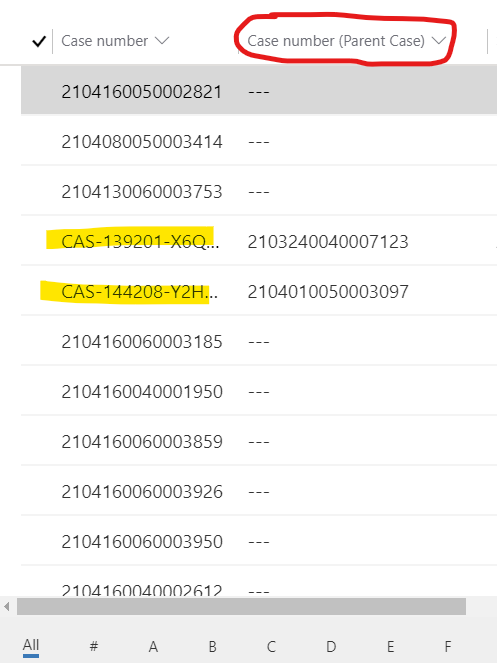 Case number Case number (Parent Case)
2104160050002821 ---
2104080050003414 ---
2104130060003753 ---
CAS-139201-X6Q... 2103240040007123
CAS-144208-Y2H... 2104010050003097
2104160060003185 ---
2104160040001950 ---
2104160060003859 ---
2104160060003926 ---
2104160060003950 ---
2104160040002612 ---
All # A B C D E F